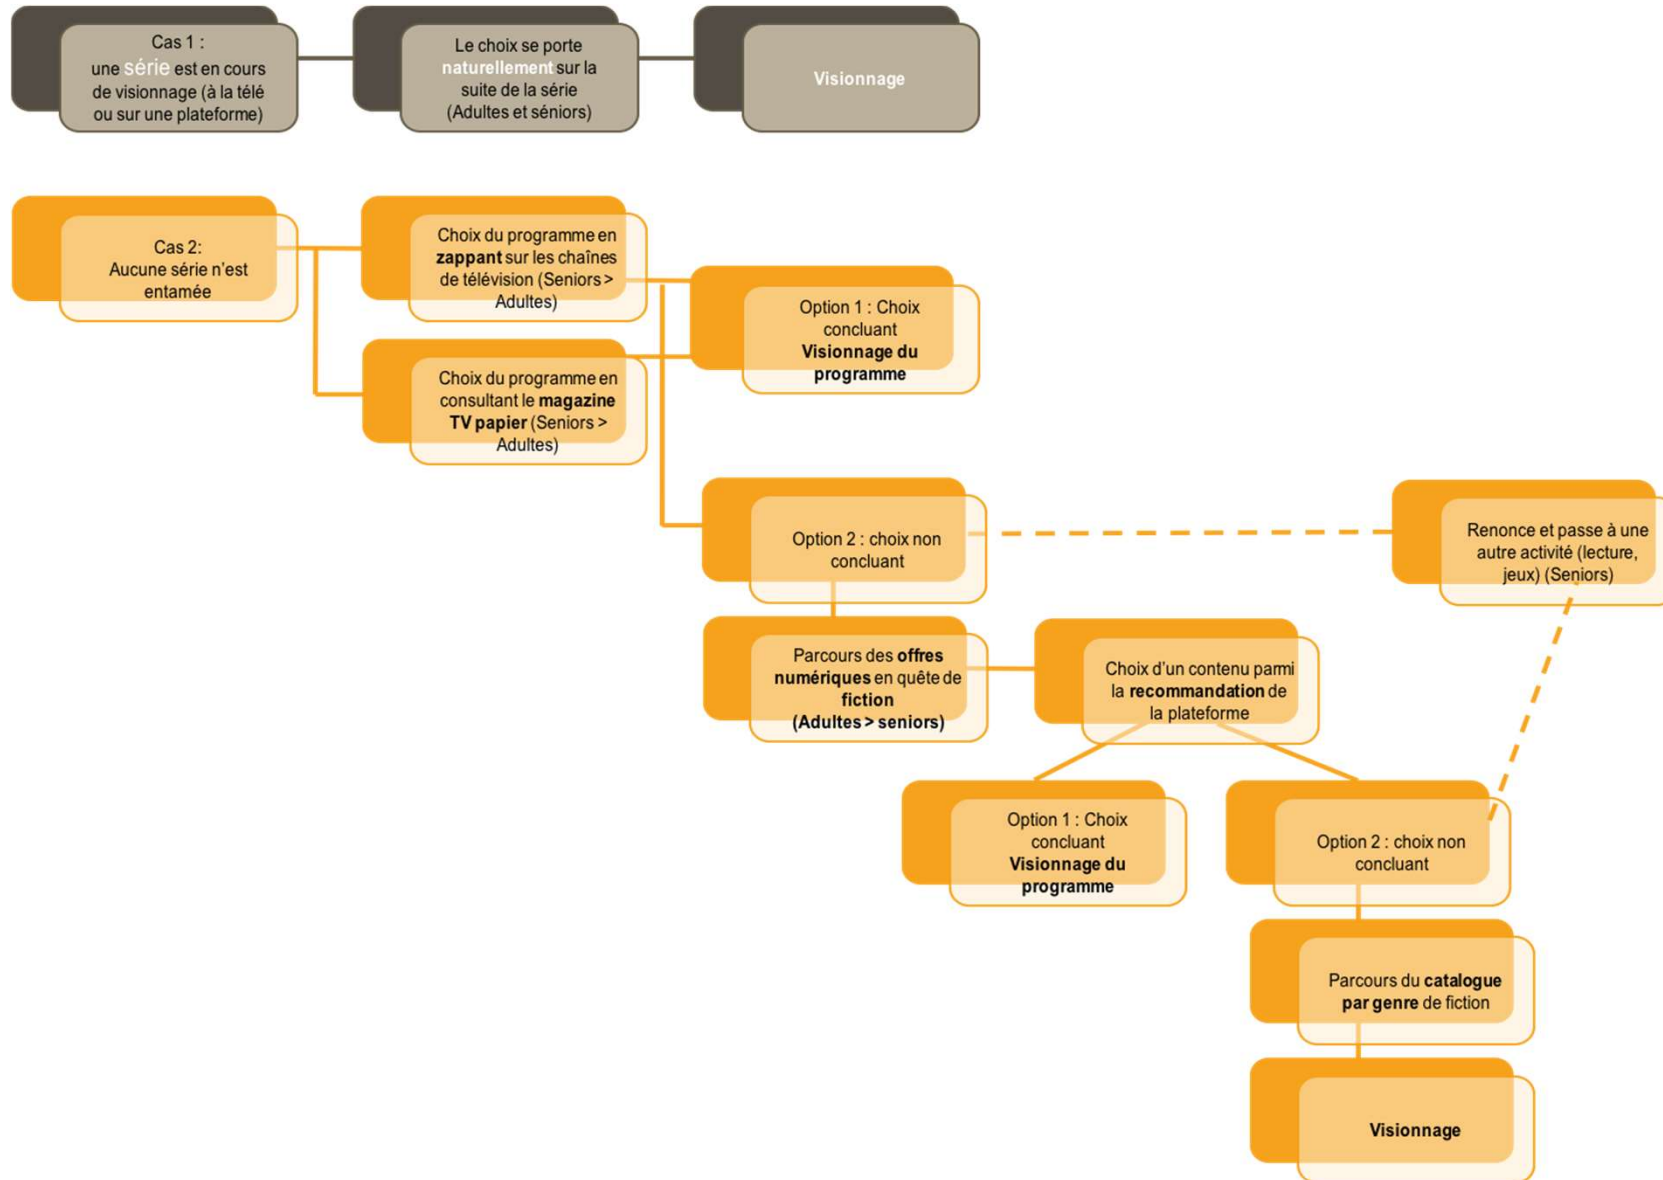 Cas 1 :
une série est en cours
de visionnage (à la télé
ou sur une plateforme)
Le choix se porte
naturellement sur la
suite de la série
(Adultes et séniors)
Visionnage
Cas 2:
Aucune série n'est
entamée
Choix du programme en
zappant sur les chaînes
de télévision (Seniors >
Adultes)
Choix du programme en
consultant le magazine
TV papier (Seniors >
Adultes)
Option 1 : Choix
concluant
Visionnage du
programme
Option 2 : choix non
concluant
Renonce et passe à une
autre activité (lecture,
jeux) (Seniors)
Parcours des offres
numériques en quête de
fiction
(Adultes > seniors)
Choix d'un contenu parmi
la recommandation de
la plateforme
Option 1 : Choix
concluant
Visionnage du
programme
Option 2 : choix non
concluant
Parcours du catalogue
par genre de fiction
Visionnage